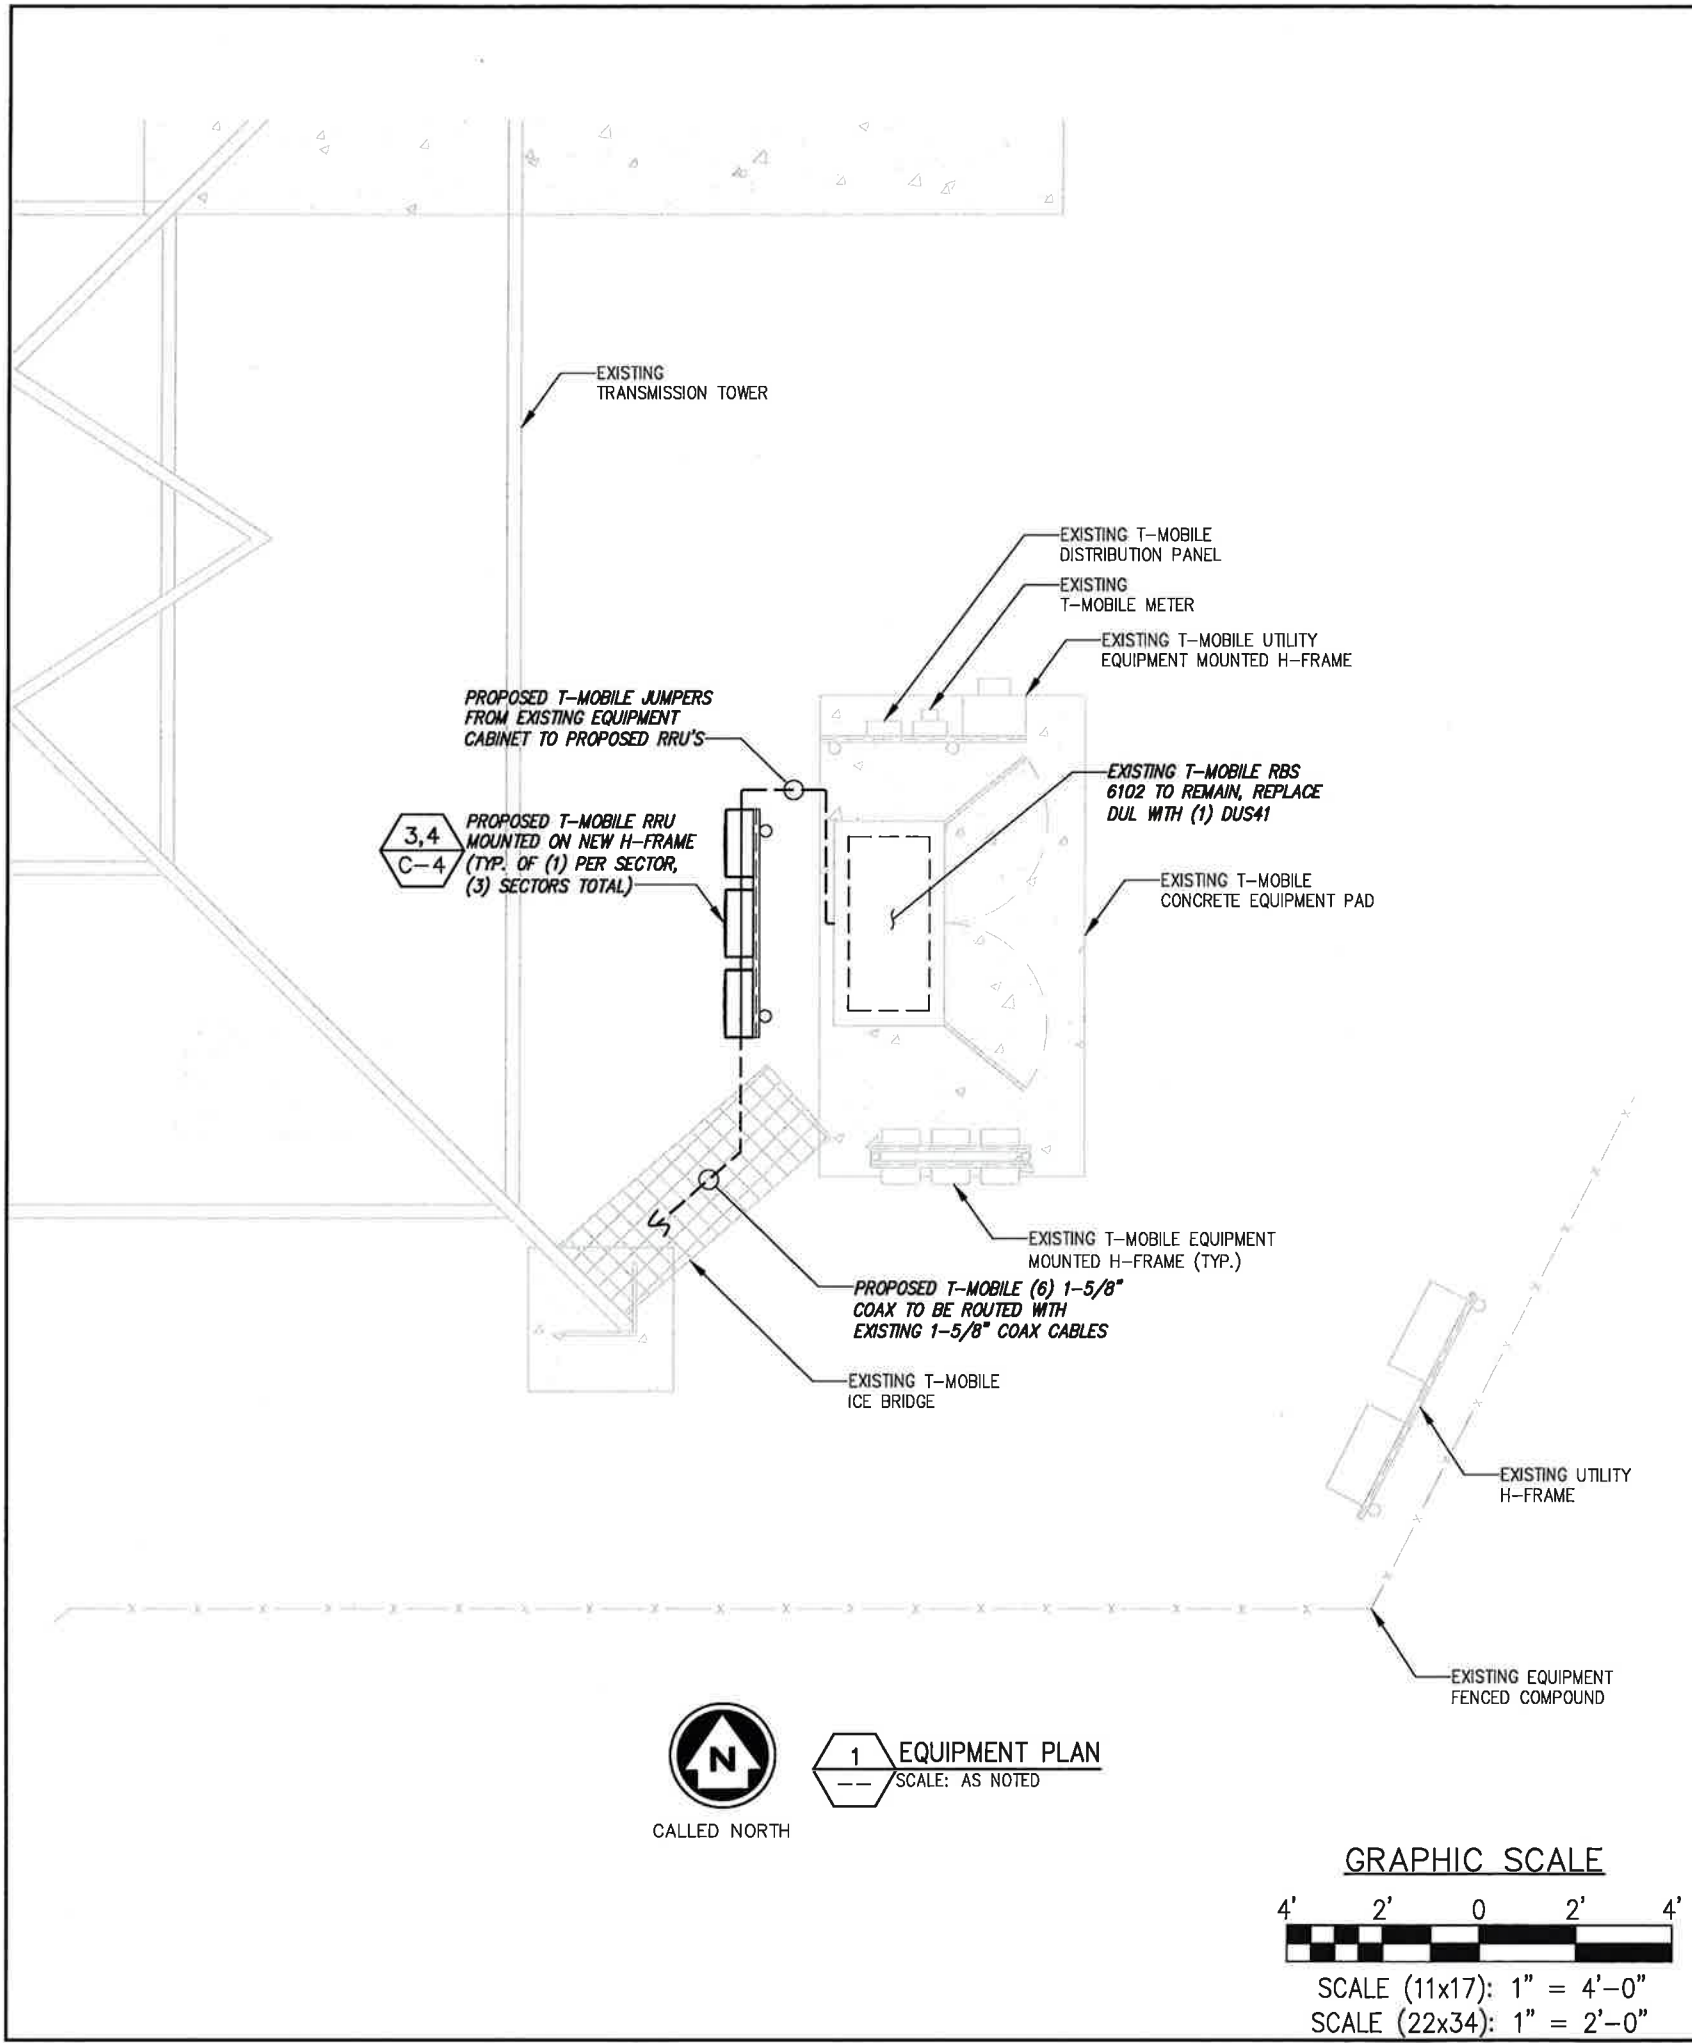 EXISTING
TRANSMISSION TOWER
EXISTING T-MOBILE
DISTRIBUTION PANEL
EXISTING
T-MOBILE METER
EXISTING T-MOBILE UTILITY
EQUIPMENT MOUNTED H-FRAME
PROPOSED T-MOBILE JUMPERS
FROM EXISTING EQUIPMENT
CABINET TO PROPOSED RRU'S
EXISTING T-MOBILE RBS
6102 TO REMAIN, REPLACE
DUL WITH (1) DUS41
3,4
C-4
PROPOSED T-MOBILE RRU
MOUNTED ON NEW H-FRAME
(TYP. OF (1) PER SECTOR,
(3) SECTORS TOTAL)
EXISTING T-MOBILE
CONCRETE EQUIPMENT PAD
EXISTING T-MOBILE EQUIPMENT
MOUNTED H-FRAME (TYP.)
PROPOSED T-MOBILE (6) 1-5/8"
COAX TO BE ROUTED WITH
EXISTING 1-5/8" COAX CABLES
EXISTING T-MOBILE
ICE BRIDGE
EXISTING UTILITY
H-FRAME
EXISTING EQUIPMENT
FENCED COMPOUND
N
CALLED NORTH
1
--
EQUIPMENT PLAN
SCALE: AS NOTED
GRAPHIC SCALE
4' 2' 0 2' 4'
SCALE (11x17): 1" = 4'-0"
SCALE (22x34): 1" = 2'-0"